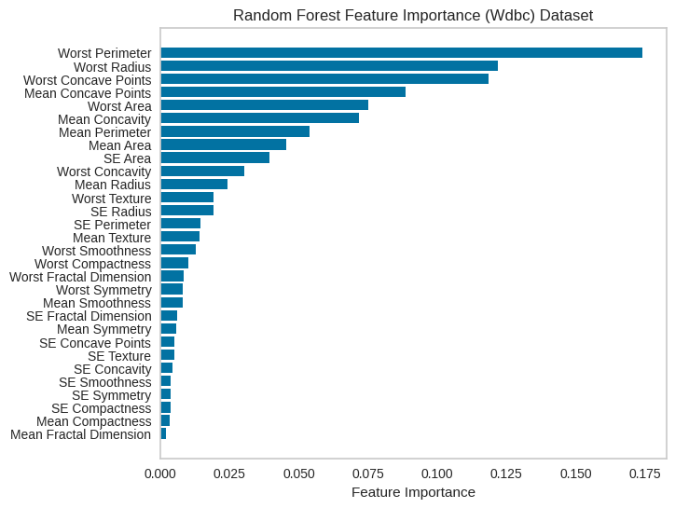 Random Forest Feature Importance (Wdbc) Dataset
Worst Perimeter
Worst Radius
Worst Concave Points
Mean Concave Points
Worst Area
Mean Concavity
Mean Perimeter
Mean Area
SE Area
Worst Concavity
Mean Radius
Worst Texture
SE Radius
SE Perimeter
Mean Texture
Worst Smoothness
Worst Compactness
Worst Fractal Dimension
Worst Symmetry
Mean Smoothness
SE Fractal Dimension
Mean Symmetry
SE Concave Points
SE Texture
SE Concavity
SE Smoothness
SE Symmetry
SE Compactness
Mean Compactness
Mean Fractal Dimension
0.000 0.025 0.050 0.075 0.100 0.125 0.150 0.175
Feature Importance